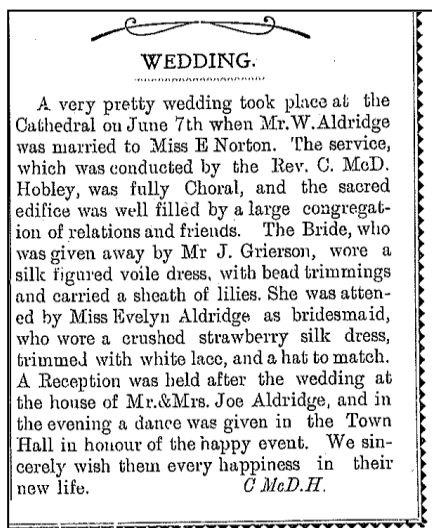 WEDDING.
A very pretty wedding took place at the
Cathedral on June 7th when Mr.W.Aldridge
was married to Miss E Norton. The service,
which was conducted by the Rev. C. McD.
Hobley, was fully Choral, and the sacred
edifice was well filled by a large congregat-
ion of relations and friends. The Bride, who
was given away by Mr J. Grierson, wore a
silk figured voile dress, with bead trimmings
and carried a sheath of lilies. She was atten-
ed by Miss Evelyn Aldridge as bridesmaid,
who wore a crushed strawberry silk dress,
trimmed with white lace, and a hat to match.
A Reception was held after the wedding at
the house of Mr.&Mrs. Joe Aldridge, and in
the evening a dance was given in the Town
Hall in honour of the happy event. We sin-
cerely wish them every happiness in their
new life. C McD.H.